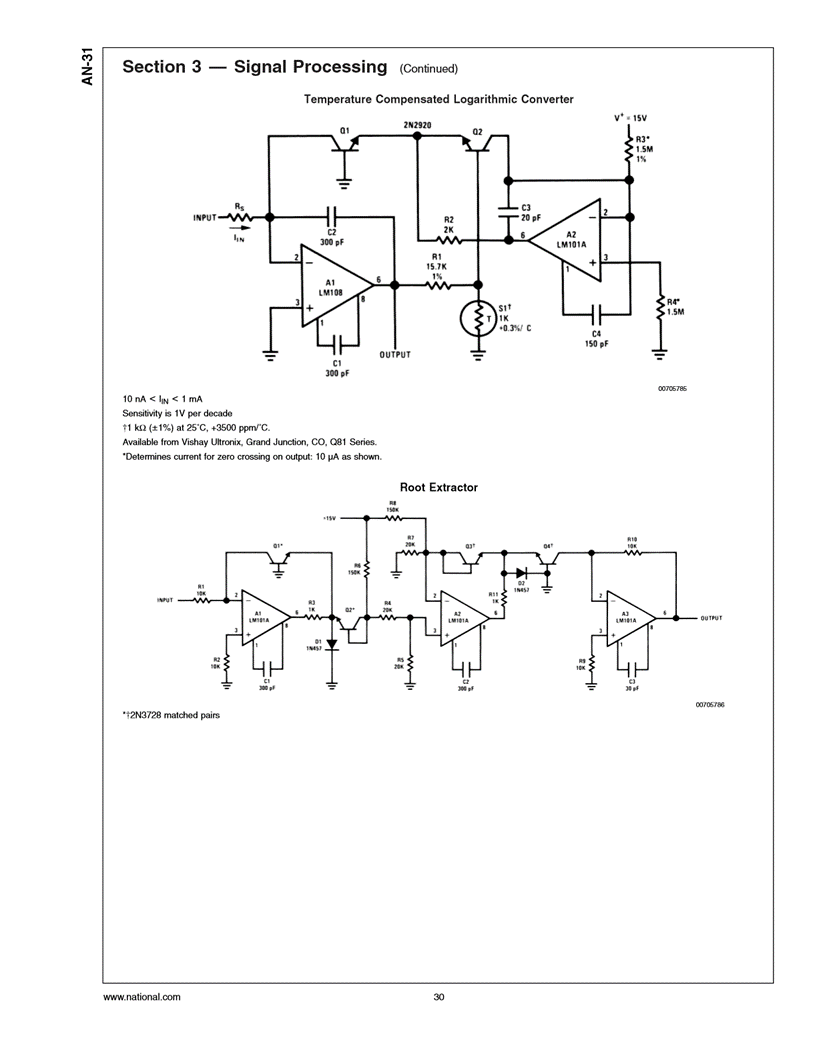 AN-31
Section 3 — Signal Processing (Continued)
Temperature Compensated Logarithmic Converter
V+ = 15V
Q1
2N2920
Q2
R3*
1.5M
1%
RS
INPUT
IIN
C2
300 pF
R2
2K
C3
20 pF
6
A2
LM101A
2
3
1
R1
15.7K
1%
2
A1
LM108
6
3
8
1
S1†
T
1K
+0.3%/ C
R4*
1.5M
C4
150 pF
C1
300 pF
OUTPUT
00705785
10 nA < IIN < 1 mA
Sensitivity is 1V per decade
†1 kΩ (±1%) at 25˚C, +3500 ppm/˚C.
Available from Vishay Ultronix, Grand Junction, CO, Q81 Series.
*Determines current for zero crossing on output: 10 µA as shown.
Root Extractor
R8
150K
+15V
Q1*
R6
150K
R7
20K
Q3†
Q4†
R10
10K
D2
1N457
R1
10K
INPUT
2
A1
LM101A
6
3
1
8
R3
1K
Q2*
R4
20K
2
A2
LM101A
6
3
1
8
R11
1K
2
A3
LM101A
6
3
1
8
OUTPUT
D1
1N457
R2
10K
C1
300 pF
R5
20K
C2
300 pF
R9
10K
C3
30 pF
00705786
*†2N3728 matched pairs
www.national.com
30